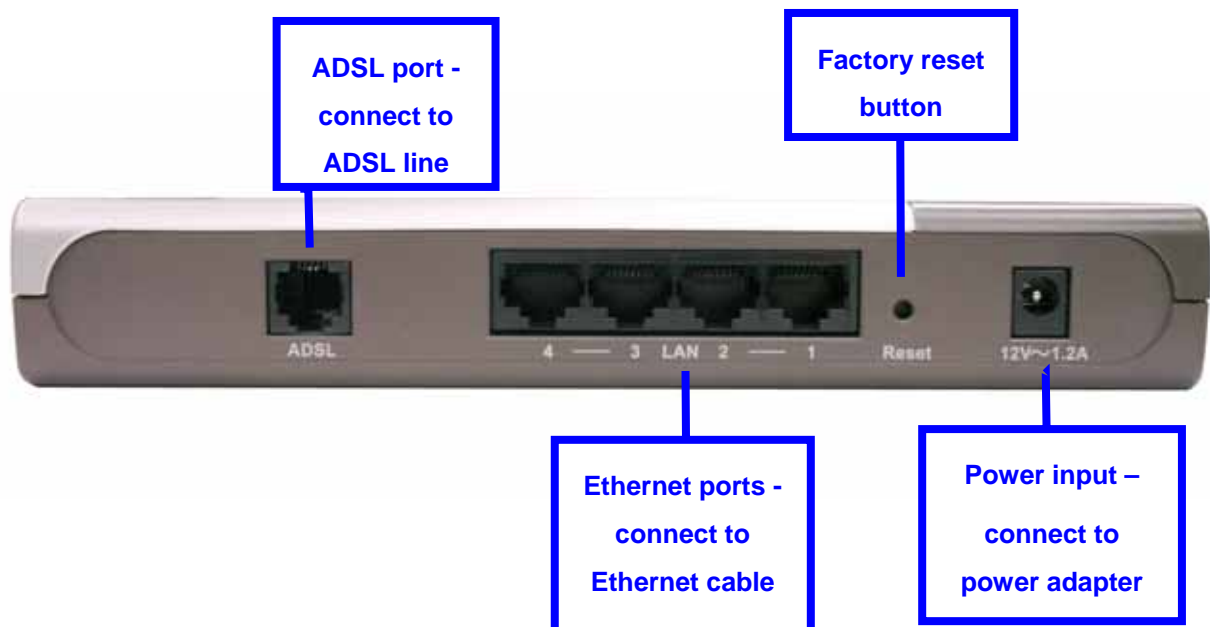 ADSL port -
connect to
ADSL line
Factory reset
button
ADSL
4 — 3 LAN 2 — 1
Reset
12V～1.2A
Ethernet ports -
connect to
Ethernet cable
Power input –
connect to
power adapter